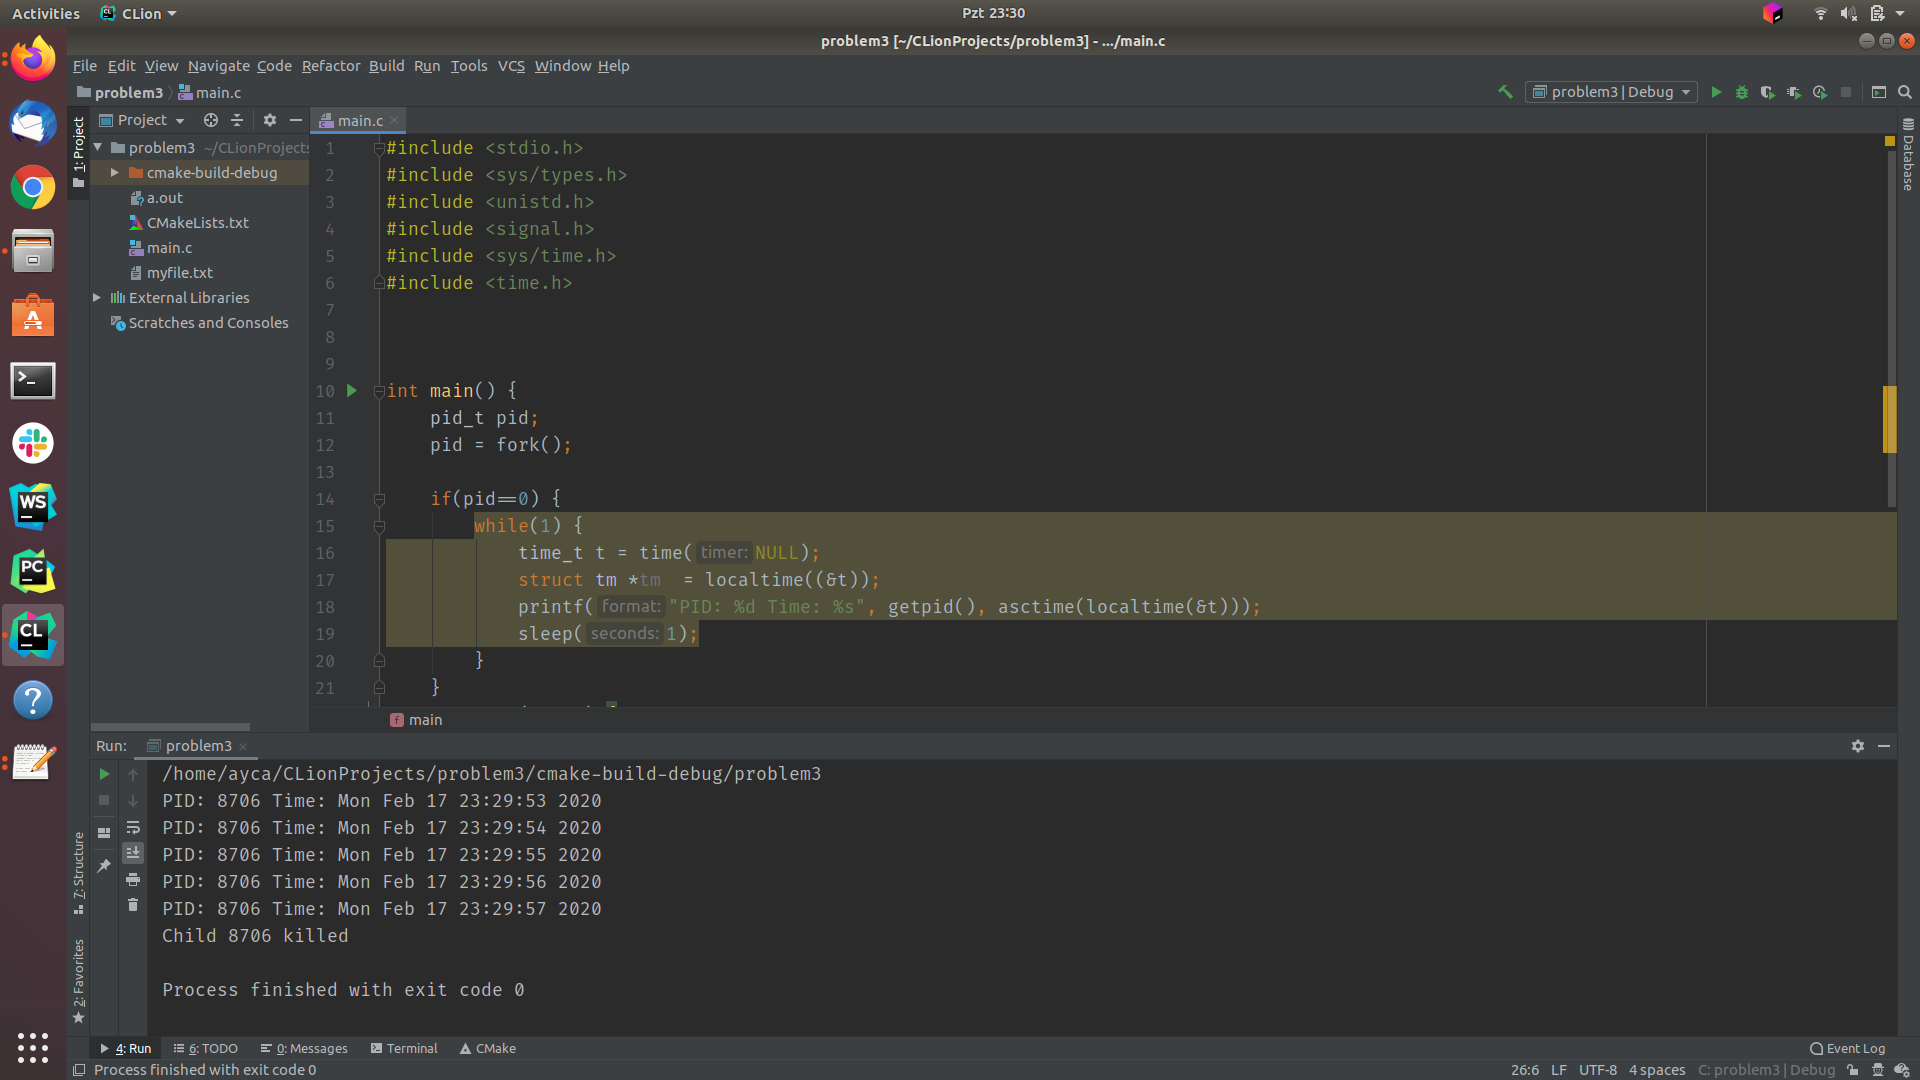 Activities CLion Pzt 23:30
problem3 [~/CLionProjects/problem3] - .../main.c
File Edit View Navigate Code Refactor Build Run Tools VCS Window Help
problem3 main.c problem3 | Debug
1: Project
Project
main.c
Database
problem3 ~/CLionProjects
cmake-build-debug
a.out
CMakeLists.txt
main.c
myfile.txt
External Libraries
Scratches and Consoles
1 #include <stdio.h>
2 #include <sys/types.h>
3 #include <unistd.h>
4 #include <signal.h>
5 #include <sys/time.h>
6 #include <time.h>
7
8
9
10 int main() {
11 pid_t pid;
12 pid = fork();
13
14 if(pid==0) {
15 while(1) {
16 time_t t = time( timer: NULL);
17 struct tm *tm  = localtime((&t));
18 printf( format: "PID: %d Time: %s", getpid(), asctime(localtime(&t)));
19 sleep( seconds: 1);
20 }
21 }
f main
Run: problem3
/home/ayca/CLionProjects/problem3/cmake-build-debug/problem3
PID: 8706 Time: Mon Feb 17 23:29:53 2020
PID: 8706 Time: Mon Feb 17 23:29:54 2020
PID: 8706 Time: Mon Feb 17 23:29:55 2020
PID: 8706 Time: Mon Feb 17 23:29:56 2020
PID: 8706 Time: Mon Feb 17 23:29:57 2020
Child 8706 killed
Process finished with exit code 0
7: Structure
2: Favorites
WS
PC
CL
4: Run 6: TODO 0: Messages Terminal CMake Event Log
Process finished with exit code 0 26:6 LF UTF-8 4 spaces C: problem3 | Debug